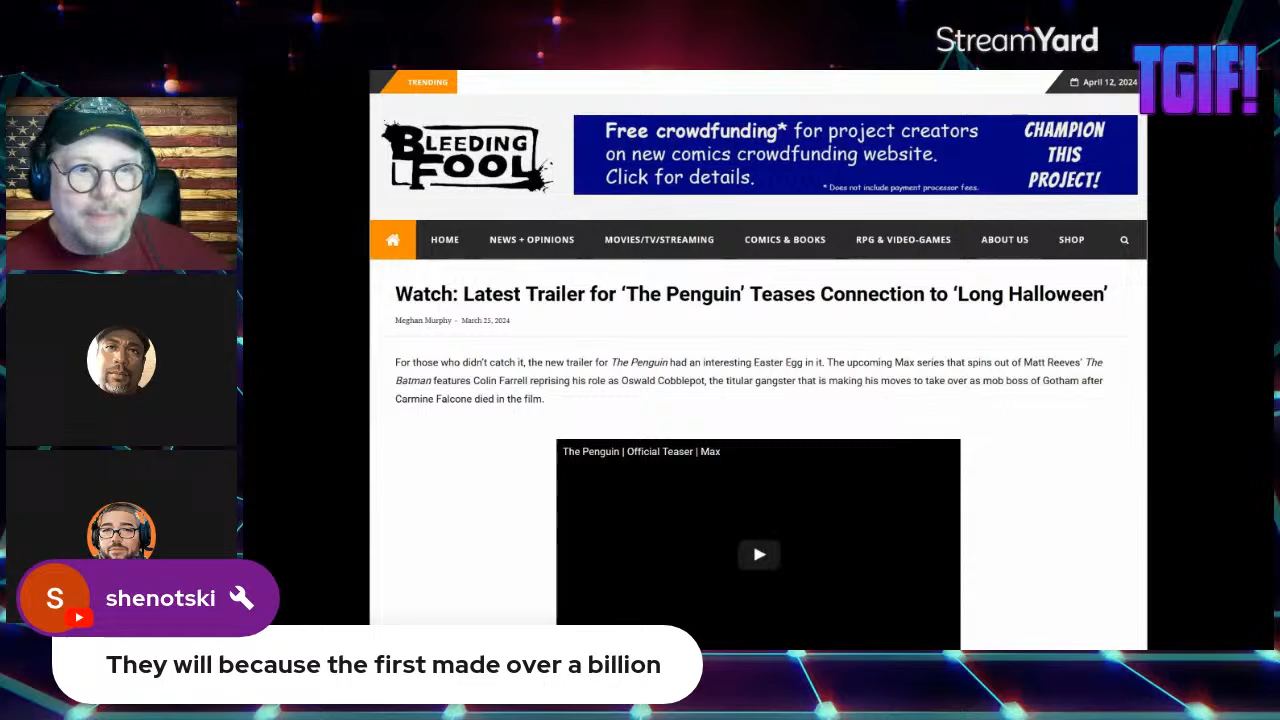 StreamYard
TGIF!
TRENDING
April 12, 2024
BLEEDING
FOOL
Free crowdfunding* for project creators
on new comics crowdfunding website.
Click for details.
* Does not include payment processor fees.
CHAMPION
THIS
PROJECT!
HOME NEWS + OPINIONS MOVIES/TV/STREAMING COMICS & BOOKS RPG & VIDEO-GAMES ABOUT US SHOP
Watch: Latest Trailer for ‘The Penguin’ Teases Connection to ‘Long Halloween’
Meghan Murphy - March 25, 2024
For those who didn’t catch it, the new trailer for The Penguin had an interesting Easter Egg in it. The upcoming Max series that spins out of Matt Reeves’ The
Batman features Colin Farrell reprising his role as Oswald Cobblepot, the titular gangster that is making his moves to take over as mob boss of Gotham after
Carmine Falcone died in the film.
The Penguin | Official Teaser | Max
S
shenotski
They will because the first made over a billion